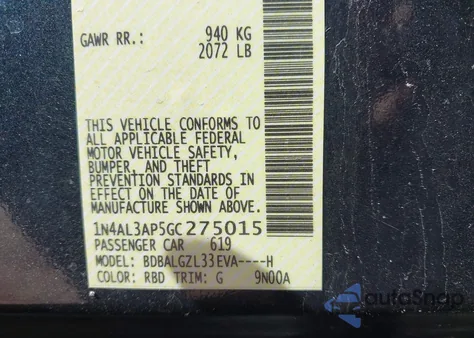 GAWR RR.: 940 KG
2072 LB
THIS VEHICLE CONFORMS TO
ALL APPLICABLE FEDERAL
MOTOR VEHICLE SAFETY,
BUMPER, AND THEFT
PREVENTION STANDARDS IN
EFFECT ON THE DATE OF
MANUFACTURE SHOWN ABOVE.
1N4AL3AP5GC275015
PASSENGER CAR 619
MODEL: BDBALGZL33EVA----H
COLOR: RBD TRIM: G 9N00A
autoSnap